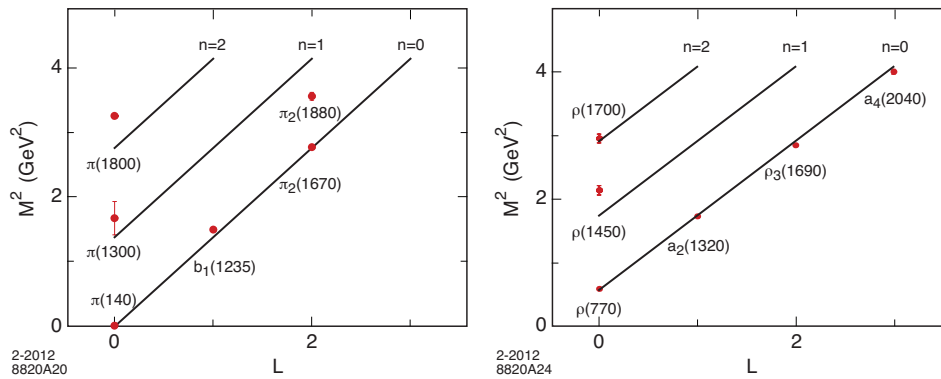 n=2
n=1
n=0
4
2
0
M² (GeV²)
π(1800)
π₂(1880)
π₂(1670)
π(1300)
b₁(1235)
π(140)
0
2
L
2-2012
8820A20
n=2
n=1
n=0
4
2
0
M² (GeV²)
ρ(1700)
a₄(2040)
ρ₃(1690)
ρ(1450)
a₂(1320)
ρ(770)
0
2
L
2-2012
8820A24